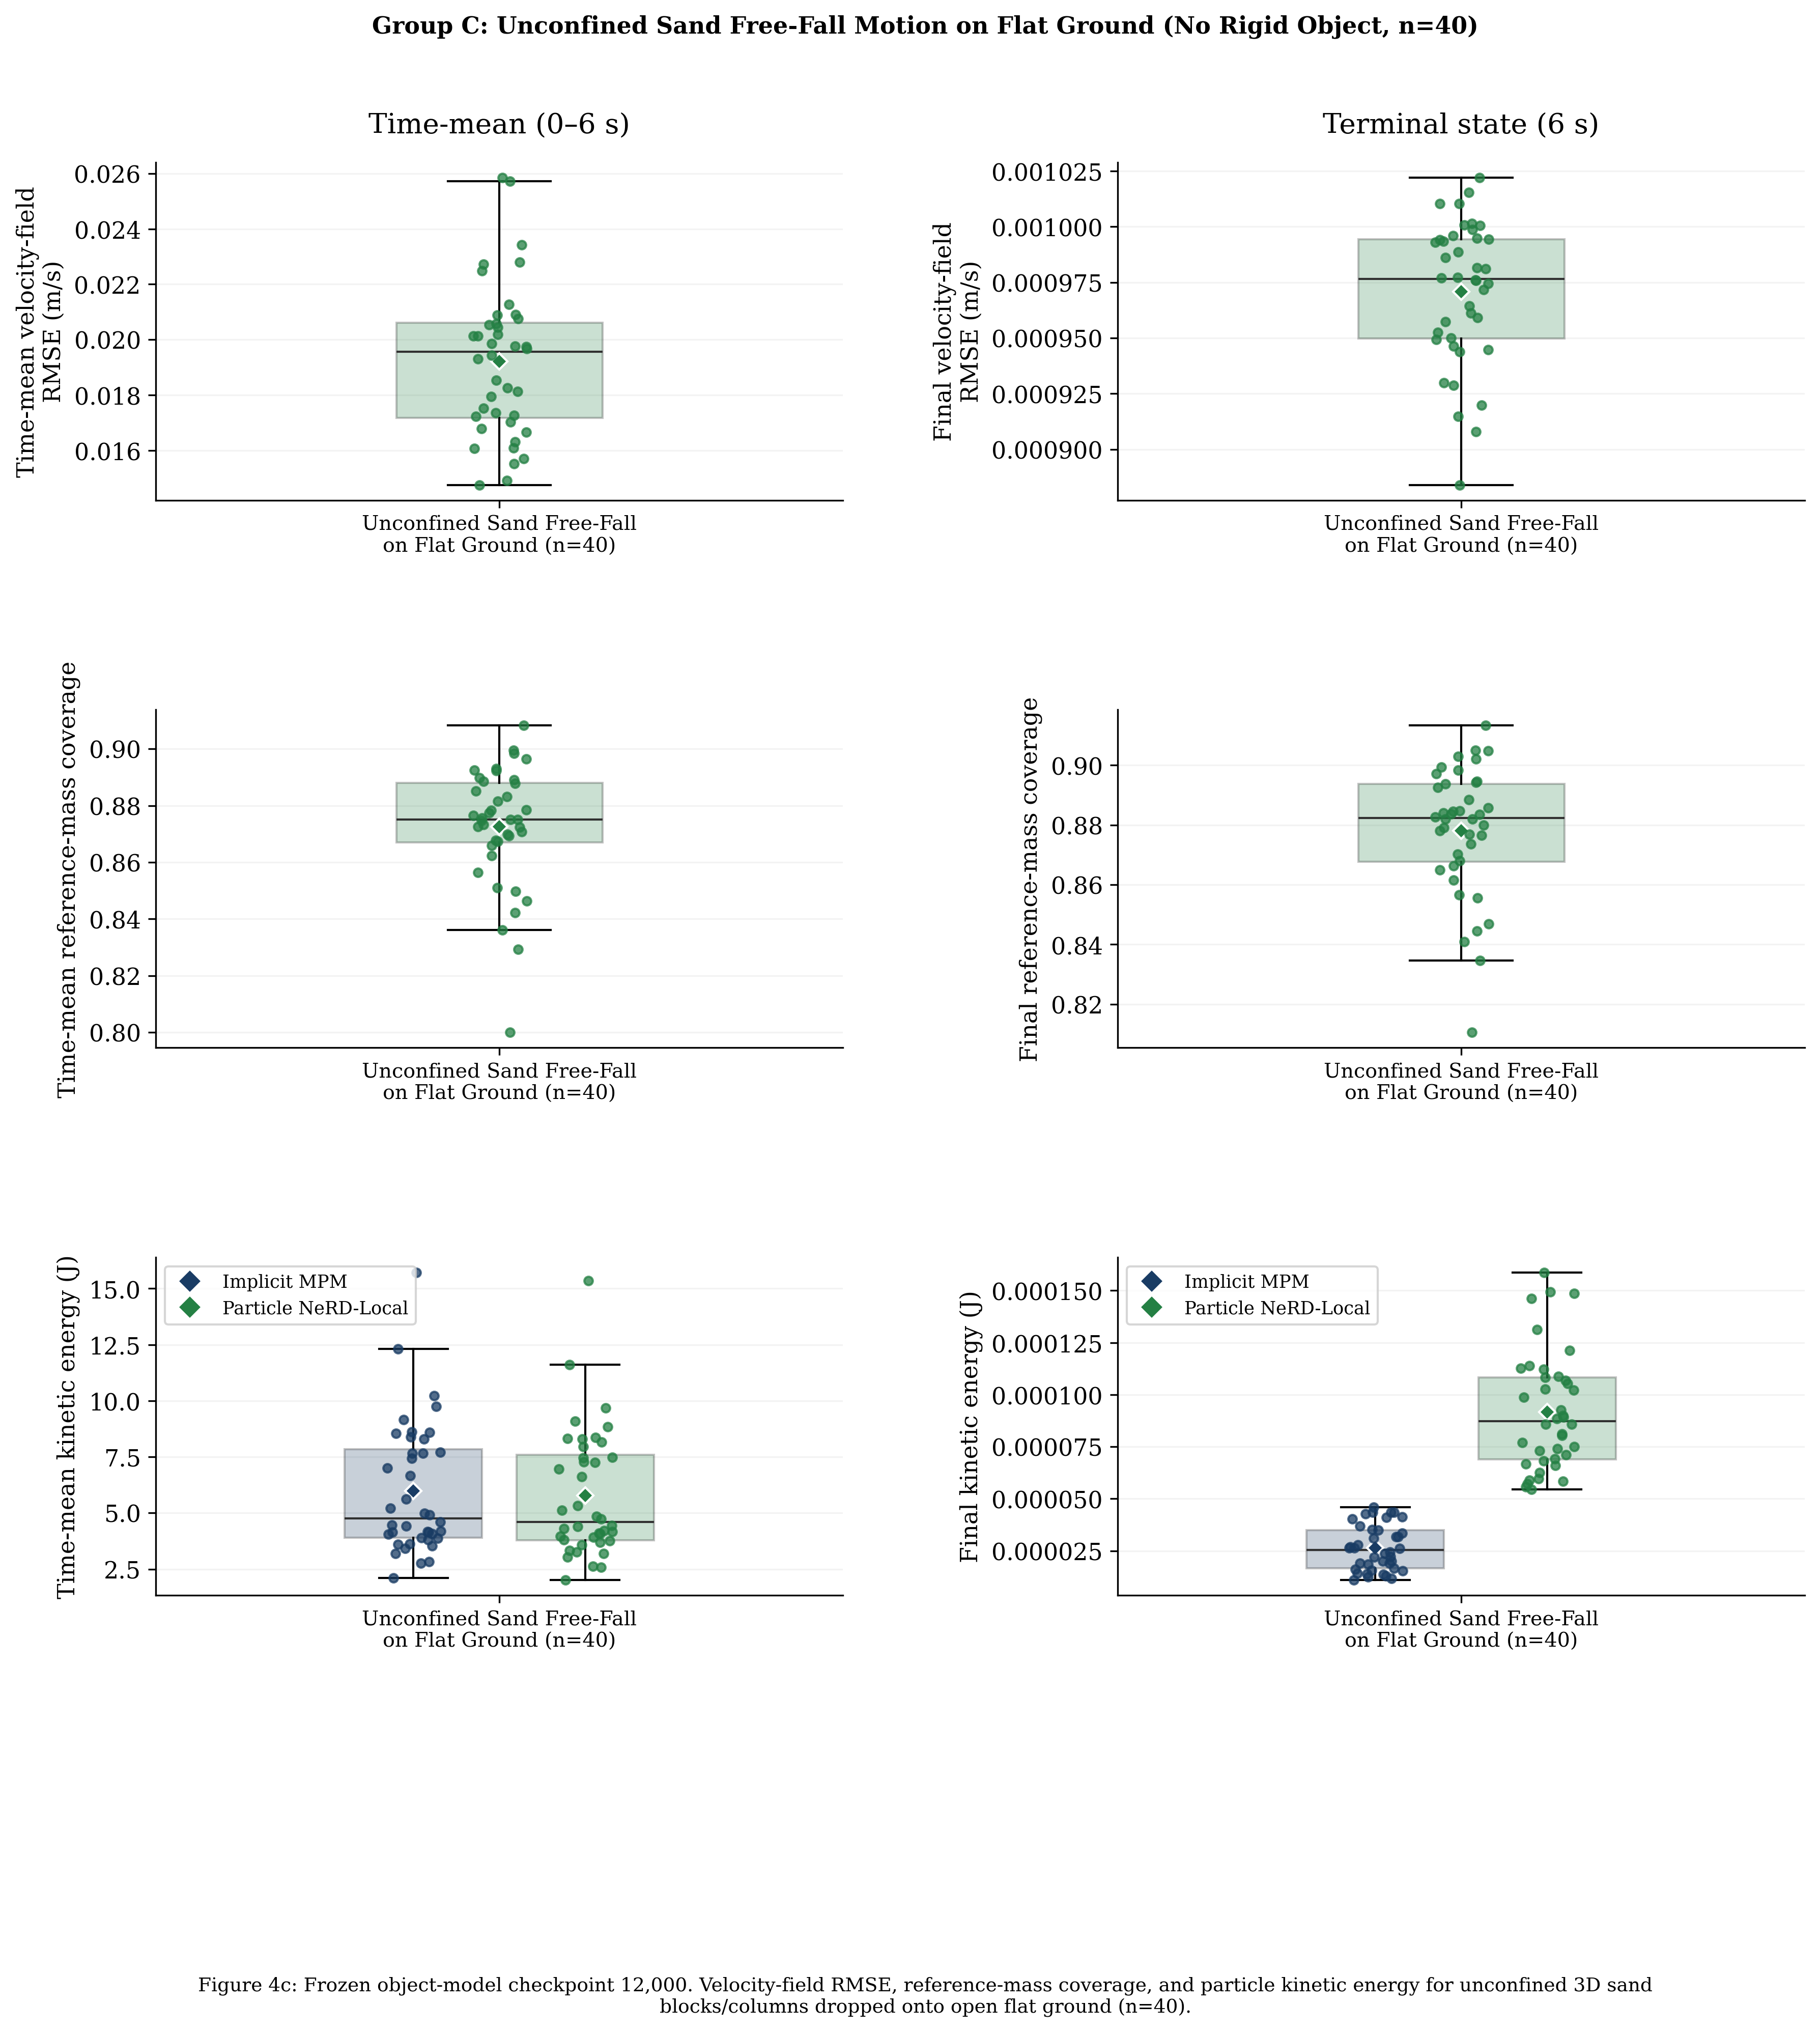 Group C: Unconfined Sand Free-Fall Motion on Flat Ground (No Rigid Object, n=40)
Time-mean (0–6 s)
Time-mean velocity-field
RMSE (m/s)
0.026
0.024
0.022
0.020
0.018
0.016
Unconfined Sand Free-Fall
on Flat Ground (n=40)
Terminal state (6 s)
Final velocity-field
RMSE (m/s)
0.001025
0.001000
0.000975
0.000950
0.000925
0.000900
Unconfined Sand Free-Fall
on Flat Ground (n=40)
Time-mean reference-mass coverage
0.90
0.88
0.86
0.84
0.82
0.80
Unconfined Sand Free-Fall
on Flat Ground (n=40)
Final reference-mass coverage
0.90
0.88
0.86
0.84
0.82
Unconfined Sand Free-Fall
on Flat Ground (n=40)
Time-mean kinetic energy (J)
15.0
12.5
10.0
7.5
5.0
2.5
Implicit MPM
Particle NeRD-Local
Unconfined Sand Free-Fall
on Flat Ground (n=40)
Final kinetic energy (J)
0.000150
0.000125
0.000100
0.000075
0.000050
0.000025
Implicit MPM
Particle NeRD-Local
Unconfined Sand Free-Fall
on Flat Ground (n=40)
Figure 4c: Frozen object-model checkpoint 12,000. Velocity-field RMSE, reference-mass coverage, and particle kinetic energy for unconfined 3D sand
blocks/columns dropped onto open flat ground (n=40).